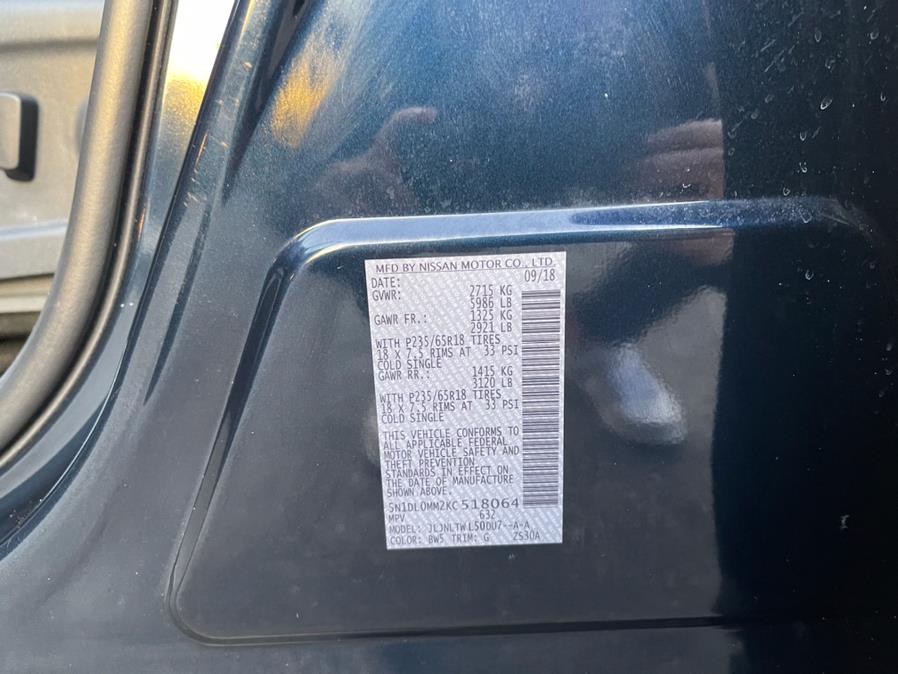 MFD BY NISSAN MOTOR CO., LTD.
DATE: 09/18
GVWR: 2715 KG
5986 LB
GAWR FR.: 1325 KG
2921 LB
WITH P235/65R18 TIRES
18 X 7.5 RIMS AT 33 PSI
COLD SINGLE
GAWR RR.: 1415 KG
3120 LB
WITH P235/65R18 TIRES
18 X 7.5 RIMS AT 33 PSI
COLD SINGLE
THIS VEHICLE CONFORMS TO
ALL APPLICABLE FEDERAL
MOTOR VEHICLE SAFETY AND
THEFT PREVENTION
STANDARDS IN EFFECT ON
THE DATE OF MANUFACTURE
SHOWN ABOVE.
5N1DL0MM2KC518064
MPV 632
MODEL: JLJNLTWL50DU7--A-A
COLOR: BW5 TRIM: G ZS30A